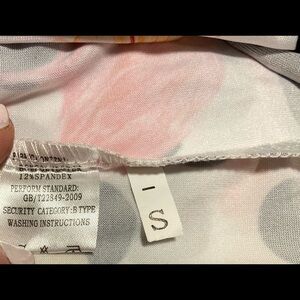 12%SPANDEX
PERFORM STANDARD:
GB/T22849-2009
SECURITY CATEGORY:B TYPE
WASHING INSTRUCTIONS
S